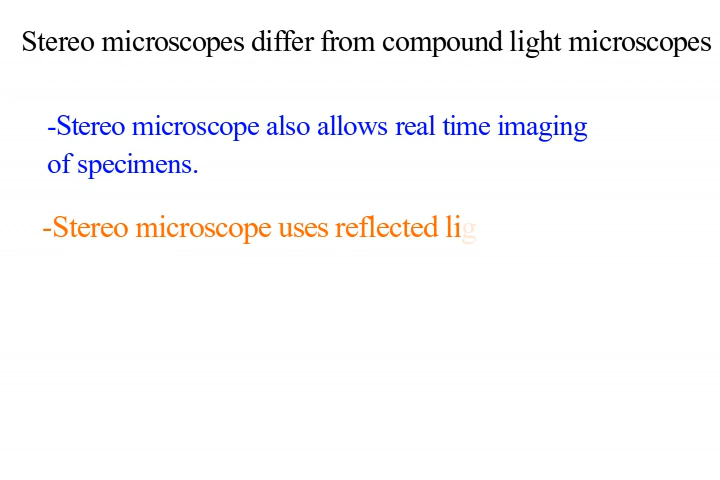 Stereo microscopes differ from compound light microscopes
-Stereo microscope also allows real time imaging
of specimens.
-Stereo microscope uses reflected lig